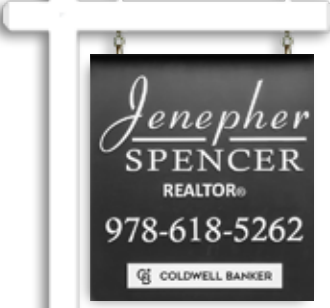 Jenepher
SPENCER
REALTOR®
978-618-5262
CB COLDWELL BANKER